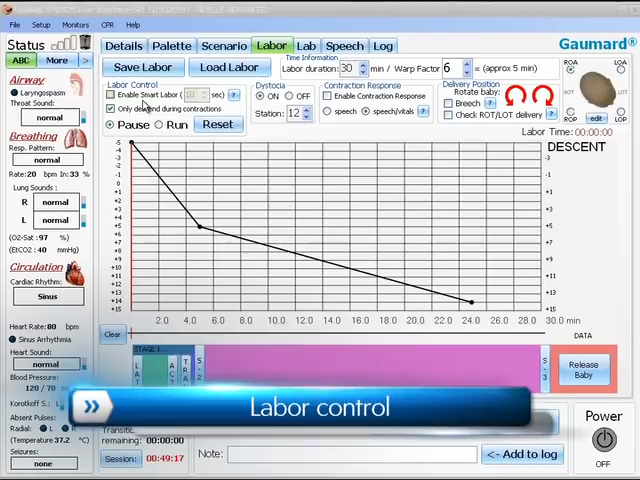 File Setup Monitors CPR Help
Status
ABC More >
Details Palette Scenario Labor Lab Speech Log
Gaumard®
Save Labor Load Labor
Time Information
Labor duration: 30 min / Warp Factor 6 = (approx 5 min)
Labor Control
Enable Smart Labor ( 10 sec) ?
Only descend during contractions
Pause Run Reset
Dystocia
ON OFF
Station: 12
Contraction Response
Enable Contraction Response
speech speech/vitals ?
Delivery Position
Rotate baby:
Breech ?
Check ROT/LOT delivery ?
ROA LOA
ROT LOT
ROP edit LOP
Labor Time: 00:00:00
Airway
Laryngospasm
Throat Sound:
normal
Breathing
Resp. Pattern
normal
Rate: 20 bpm In: 33 %
Lung Sounds :
R normal
L normal
(O2-Sat : 97 %)
(EtCO2: 40 mmHg)
Circulation
Cardiac Rhythm:
Sinus
Heart Rate: 80 bpm
Sinus Arrhythmia
Heart Sound:
normal
Blood Pressure:
120 / 70
Korotkoff S.: L
Absent Pulses:
Radial: L R
(Temperature 37.2 °C)
Seizures:
none
DESCENT
-5
-3
-3
-2
-1
0
+1
+2
+3
+4
+5
+6
+7
+8
+9
+10
+11
+12
+13
+14
+15
2.0 4.0 6.0 8.0 10.0 12.0 14.0 16.0 18.0 20.0 22.0 24.0 26.0 28.0 30.0 min
Clear
DATA
STAGE 1
LA
ACT
TRA
S-2
S-3
Release Baby
Labor control
remaining: 00:00:00
Session: 00:49:17
Note:
<- Add to log
Power
OFF